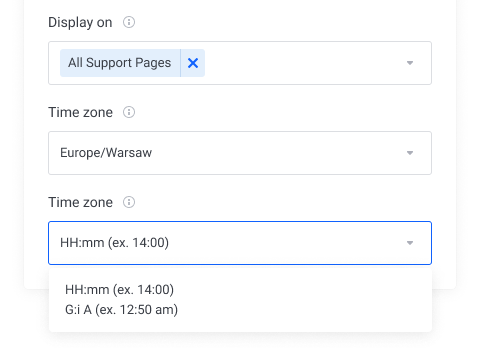 Display on
All Support Pages
Time zone
Europe/Warsaw
Time zone
HH:mm (ex. 14:00)
HH:mm (ex. 14:00)
G:i A (ex. 12:50 am)